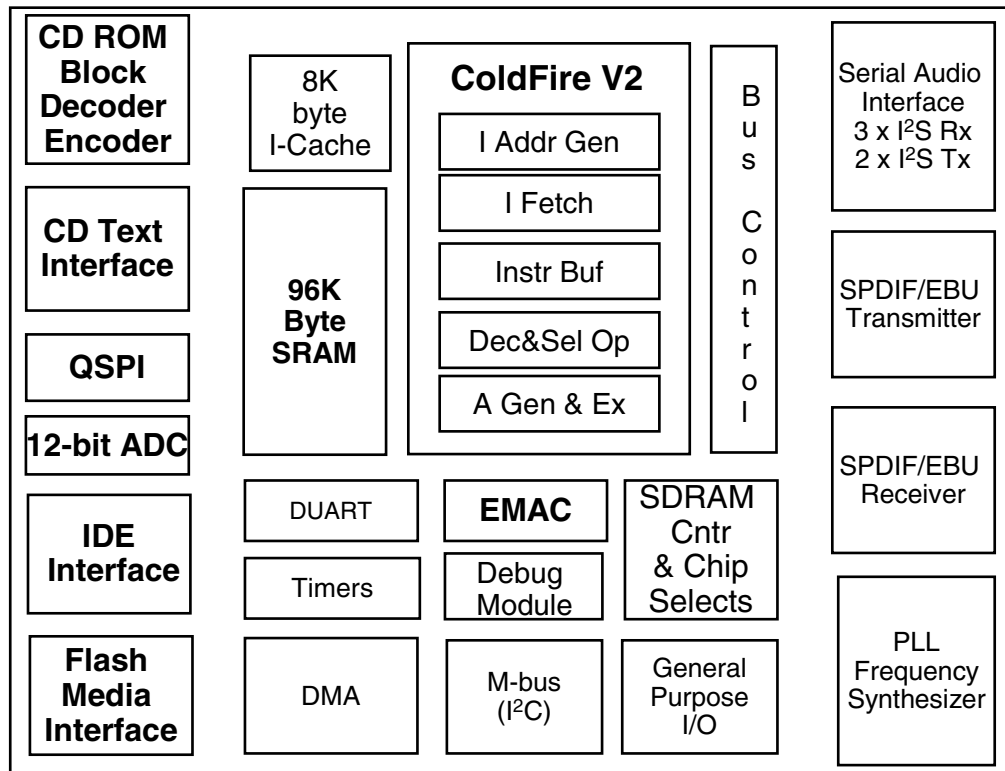 CD ROM
Block
Decoder
Encoder
CD Text
Interface
QSPI
12-bit ADC
IDE
Interface
Flash
Media
Interface
8K
byte
I-Cache
96K
Byte
SRAM
ColdFire V2
I Addr Gen
I Fetch
Instr Buf
Dec&Sel Op
A Gen & Ex
Bus Control
DUART
EMAC
SDRAM
Cntr
& Chip
Selects
Timers
Debug
Module
DMA
M-bus
(I²C)
General
Purpose
I/O
Serial Audio
Interface
3 x I²S Rx
2 x I²S Tx
SPDIF/EBU
Transmitter
SPDIF/EBU
Receiver
PLL
Frequency
Synthesizer